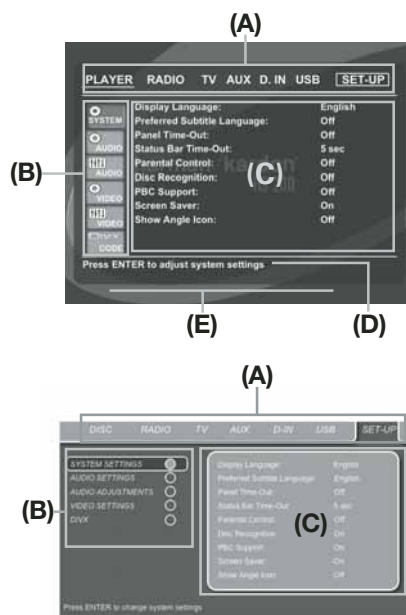 (A)
PLAYER RADIO TV AUX D. IN USB SET-UP
SYSTEM
AUDIO
AUDIO
VIDEO
VIDEO
CODE
Display Language: English
Preferred Subtitle Language: Off
Panel Time-Out: Off
Status Bar Time-Out: 5 sec
Parental Control: Off
Disc Recognition: Off
PBC Support: Off
Screen Saver: On
Show Angle Icon: Off
harman/kardon
(B)
(C)
Press ENTER to adjust system settings
(E)
(D)
(A)
DISC RADIO TV AUX D-IN USB SET-UP
SYSTEM SETTINGS
AUDIO SETTINGS
AUDIO ADJUSTMENTS
VIDEO SETTINGS
DIVX
(B)
Display Language: English
Preferred Subtitle Language: English
Panel Time-Out: Off
Status Bar Time-Out: 5 sec
Parental Control: Off
Disc Recognition: On
PBC Support: On
Screen Saver: On
Show Angle Icon: Off
(C)
Press ENTER to change system settings